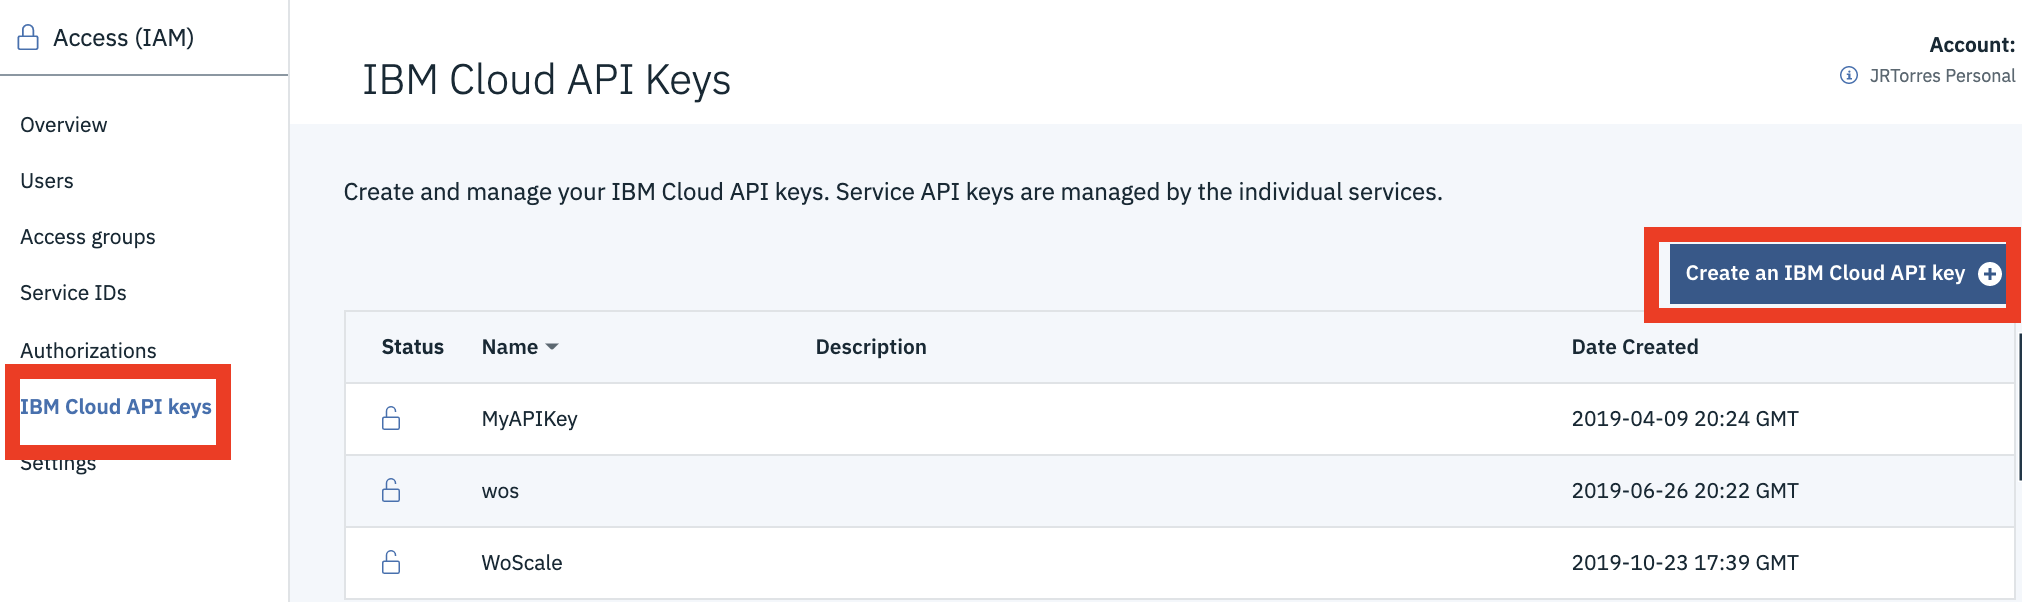 Access (IAM)
Overview
Users
Access groups
Service IDs
Authorizations
IBM Cloud API keys
Settings
IBM Cloud API Keys
Account:
JRTorres Personal
Create and manage your IBM Cloud API keys. Service API keys are managed by the individual services.
Create an IBM Cloud API key
Status Name Description Date Created
MyAPIKey 2019-04-09 20:24 GMT
wos 2019-06-26 20:22 GMT
WoScale 2019-10-23 17:39 GMT